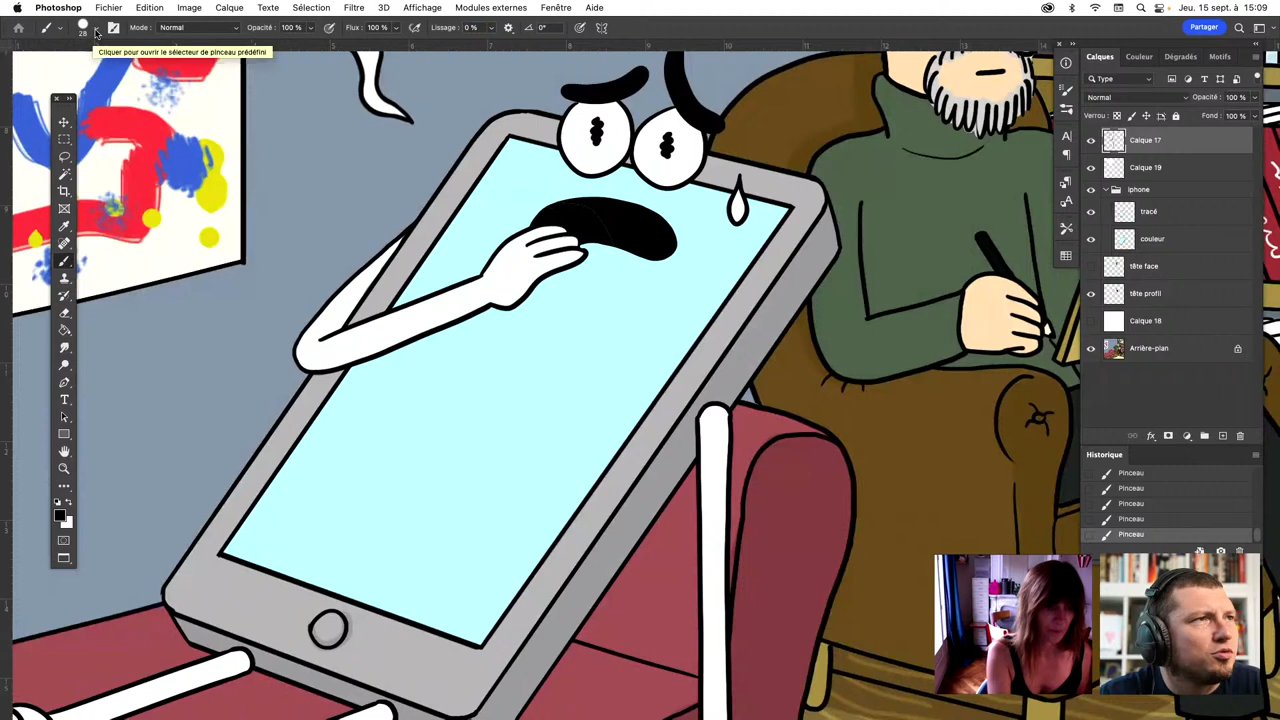 Photoshop Fichier Edition Image Calque Texte Sélection Filtre 3D Affichage Modules externes Fenêtre Aide Jeu. 15 sept. à 15:09
28 Mode : Normal Opacité : 100 % Flux : 100 % Lissage : 0 % 0° Partager
Cliquer pour ouvrir le sélecteur de pinceau prédéfini
Calques Couleur Dégradés Motifs
Type
Normal Opacité : 100 %
Verrou : Fond : 100 %
Calque 17
Calque 19
iphone
tracé
couleur
tête face
tête profil
Calque 18
Arrière-plan
Historique
Pinceau
Pinceau
Pinceau
Pinceau
Pinceau